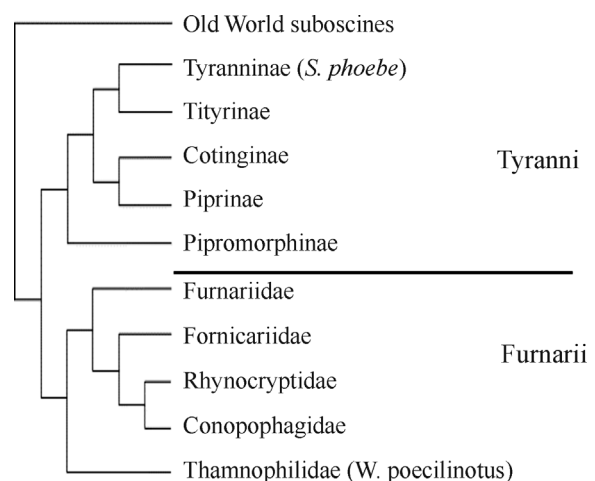 Old World suboscines
Tyranninae (S. phoebe)
Tityrinae
Cotinginae
Tyranni
Piprinae
Pipromorphinae
Furnariidae
Fornicariidae
Furnarii
Rhynocryptidae
Conopophagidae
Thamnophilidae (W. poecilinotus)